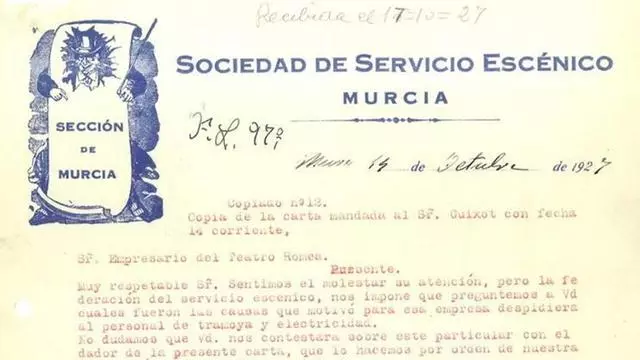 Recibida el 17=10=27
SOCIEDAD DE SERVICIO ESCÉNICO
MURCIA
SECCIÓN
DE
MURCIA
F. L. 97ª,
14 de Octubre de 1927
Copiado nº12.
Copia de la carta mandada al Sr. Guixot con fecha
14 corriente,
Sr. Empresario del Teatro Romea.
Presente.
Muy respetable Sr. Sentimos el molestar su atención, pero la fe
deración del servicio escenico, nos impone que preguntemos a Vd
cuales fueron las causas que motivó para esa empresa despidiera
al personal de tramoya y electricidad.
No dudamos que Vd. nos contestara sobre este particular con el
dador de la presente carta, que lo hacemos por orden de nuestra